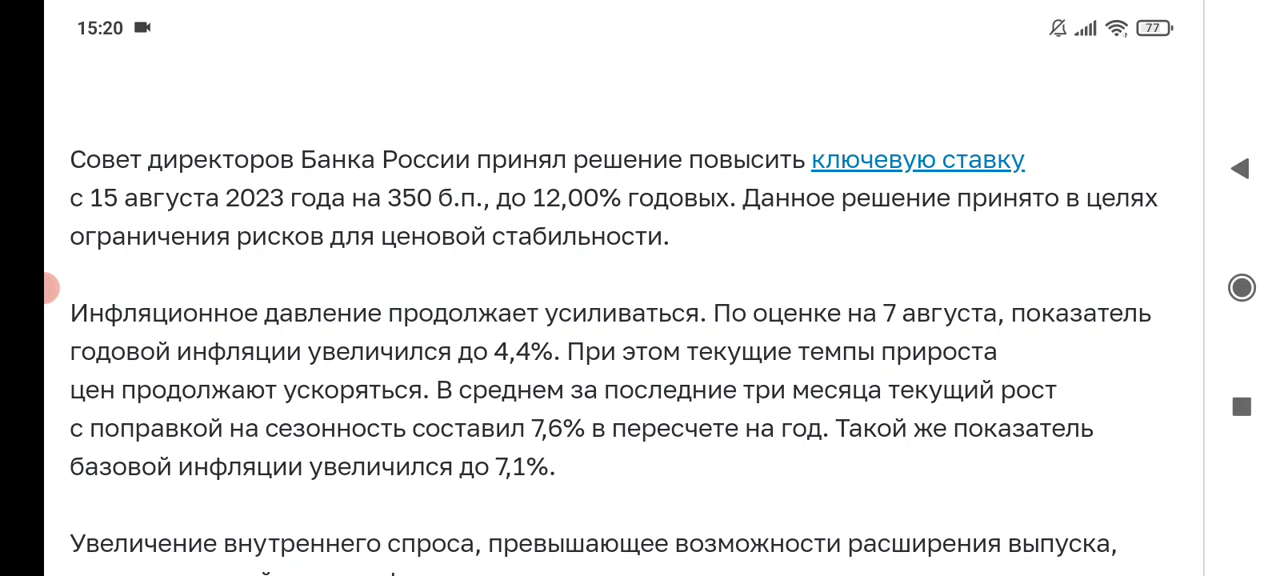 15:20
77
Совет директоров Банка России принял решение повысить ключевую ставку
с 15 августа 2023 года на 350 б.п., до 12,00% годовых. Данное решение принято в целях
ограничения рисков для ценовой стабильности.
Инфляционное давление продолжает усиливаться. По оценке на 7 августа, показатель
годовой инфляции увеличился до 4,4%. При этом текущие темпы прироста
цен продолжают ускоряться. В среднем за последние три месяца текущий рост
с поправкой на сезонность составил 7,6% в пересчете на год. Такой же показатель
базовой инфляции увеличился до 7,1%.
Увеличение внутреннего спроса, превышающее возможности расширения выпуска,